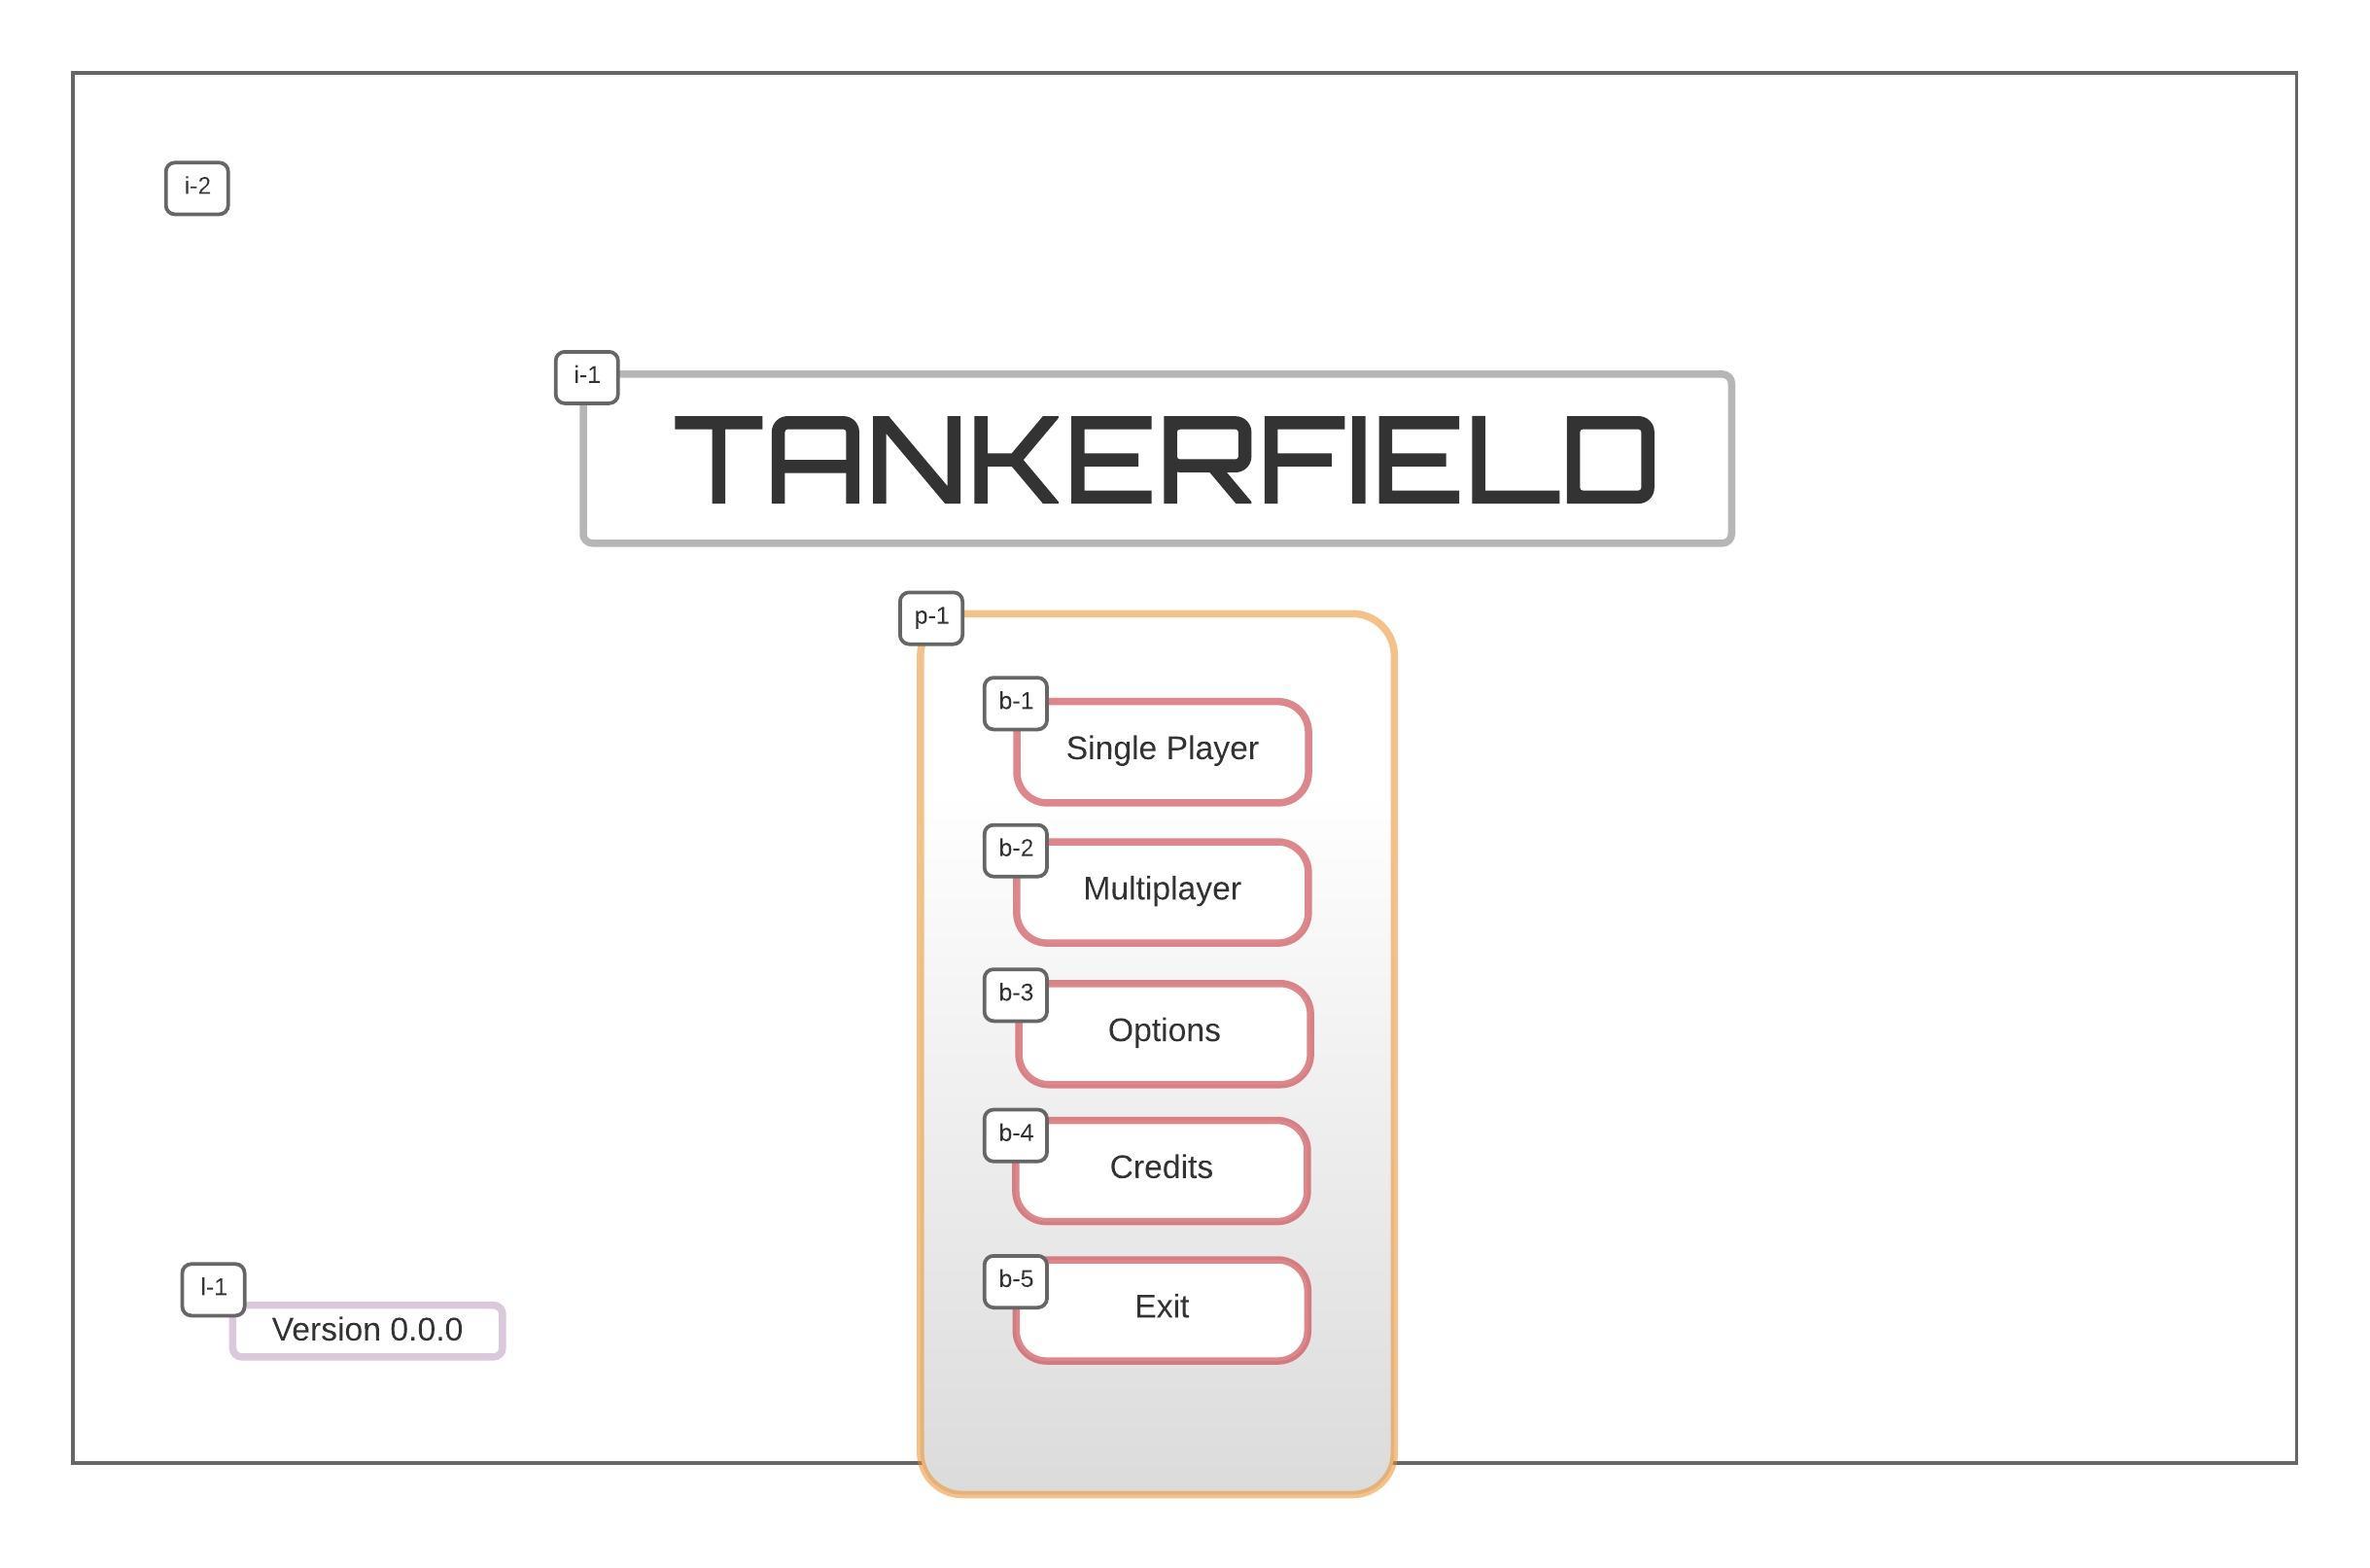 i-2
i-1
TANKERFIELD
p-1
b-1
Single Player
b-2
Multiplayer
b-3
Options
b-4
Credits
b-5
Exit
l-1
Version 0.0.0